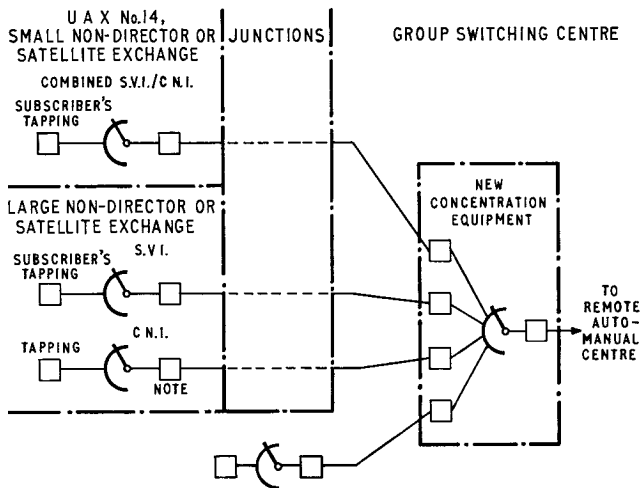 U A X No.14,
SMALL NON-DIRECTOR OR
SATELLITE EXCHANGE
JUNCTIONS
GROUP SWITCHING CENTRE
COMBINED S.V.I./C N.I.
SUBSCRIBER'S
TAPPING
LARGE NON-DIRECTOR OR
SATELLITE EXCHANGE
S.V.I.
SUBSCRIBER'S
TAPPING
C N.I.
TAPPING
NOTE
NEW
CONCENTRATION
EQUIPMENT
TO
REMOTE
AUTO-
MANUAL
CENTRE